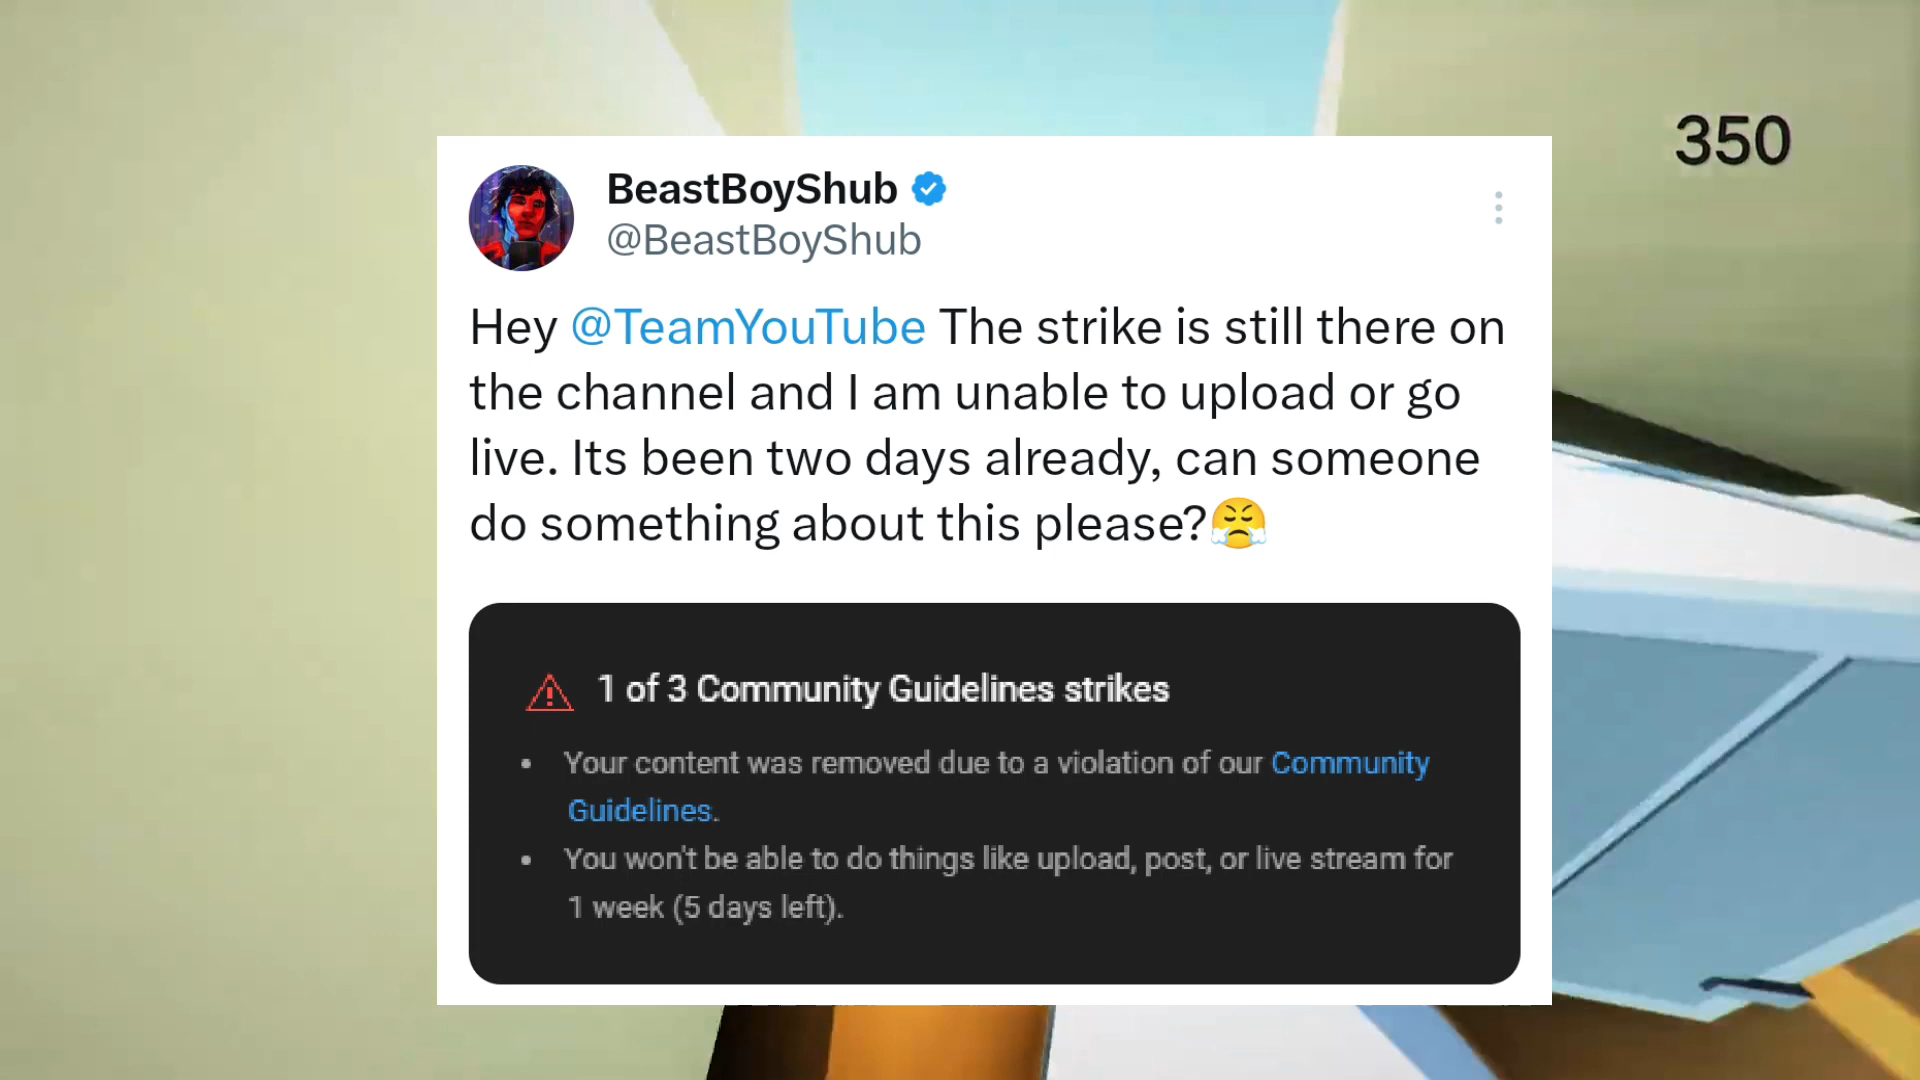 350
BeastBoyShub
@BeastBoyShub
Hey @TeamYouTube The strike is still there on
the channel and I am unable to upload or go
live. Its been two days already, can someone
do something about this please?😤
1 of 3 Community Guidelines strikes
• Your content was removed due to a violation of our Community
Guidelines.
• You won't be able to do things like upload, post, or live stream for
1 week (5 days left).